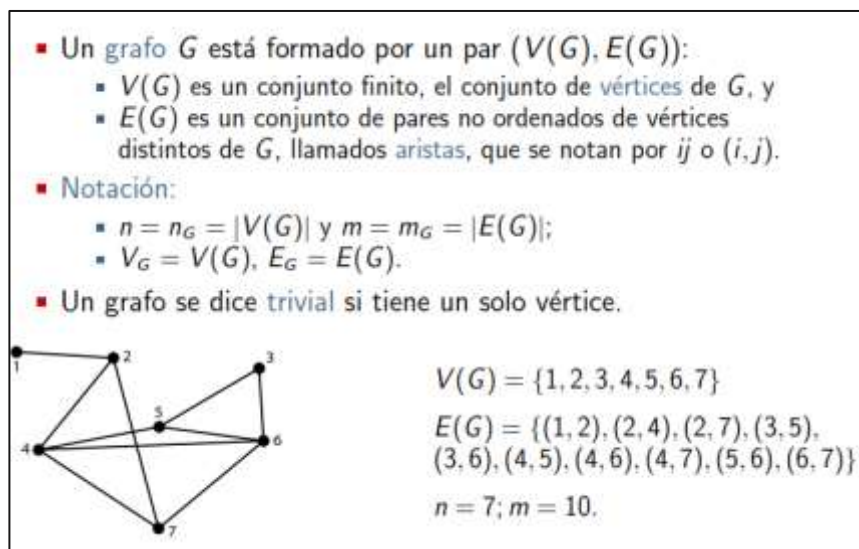 Un grafo G está formado por un par (V(G), E(G)):
V(G) es un conjunto finito, el conjunto de vértices de G, y
E(G) es un conjunto de pares no ordenados de vértices
distintos de G, llamados aristas, que se notan por ij o (i, j).
Notación:
n = n_G = |V(G)| y m = m_G = |E(G)|;
V_G = V(G), E_G = E(G).
Un grafo se dice trivial si tiene un solo vértice.
1
2
3
4
5
6
7
V(G) = {1, 2, 3, 4, 5, 6, 7}
E(G) = {(1, 2), (2, 4), (2, 7), (3, 5),
(3, 6), (4, 5), (4, 6), (4, 7), (5, 6), (6, 7)}
n = 7; m = 10.